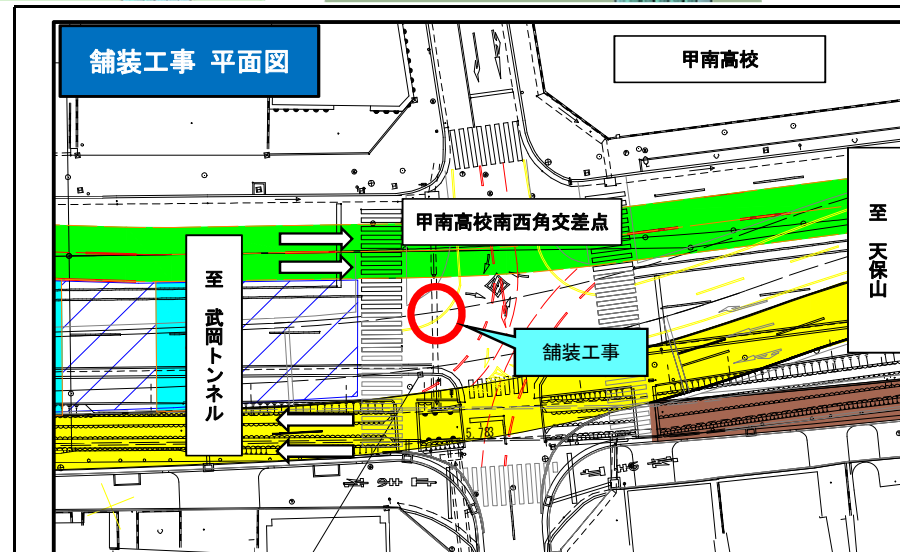 舗装工事 平面図
甲南高校
甲南高校南西角交差点
至 天保山
至 武岡トンネル
舗装工事